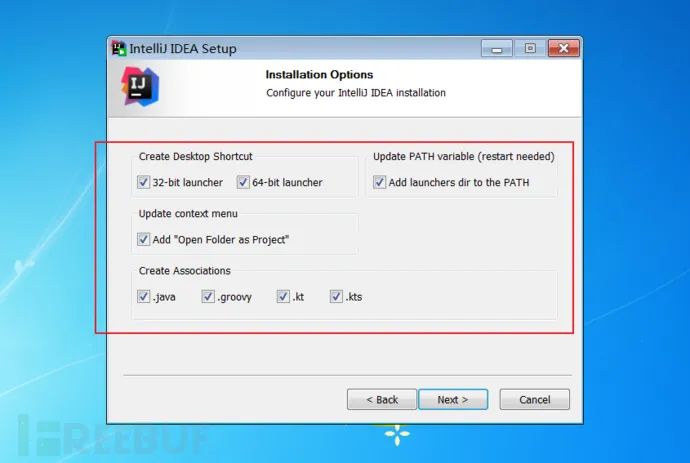 IntelliJ IDEA Setup
IJ
Installation Options
Configure your IntelliJ IDEA installation
Create Desktop Shortcut
32-bit launcher
64-bit launcher
Update PATH variable (restart needed)
Add launchers dir to the PATH
Update context menu
Add "Open Folder as Project"
Create Associations
.java
.groovy
.kt
.kts
< Back
Next >
Cancel
FREEBUF